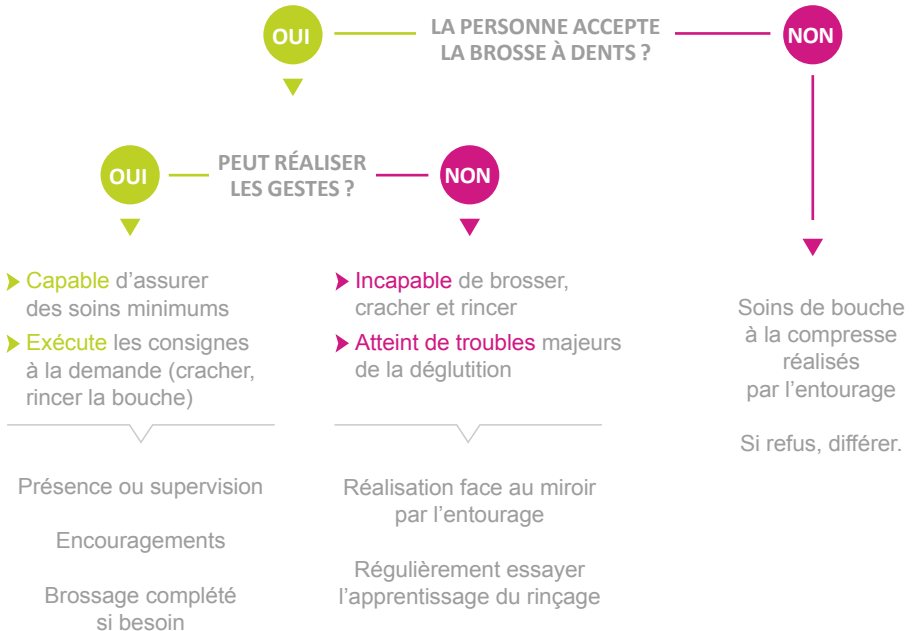 OUI
LA PERSONNE ACCEPTE
LA BROSSE À DENTS ?
NON
OUI
PEUT RÉALISER
LES GESTES ?
NON
Capable d’assurer
des soins minimums
Exécute les consignes
à la demande (cracher,
rincer la bouche)
Présence ou supervision
Encouragements
Brossage complété
si besoin
Incapable de brosser,
cracher et rincer
Atteint de troubles majeurs
de la déglutition
Réalisation face au miroir
par l’entourage
Régulièrement essayer
l’apprentissage du rinçage
Soins de bouche
à la compresse
réalisés
par l’entourage
Si refus, différer.